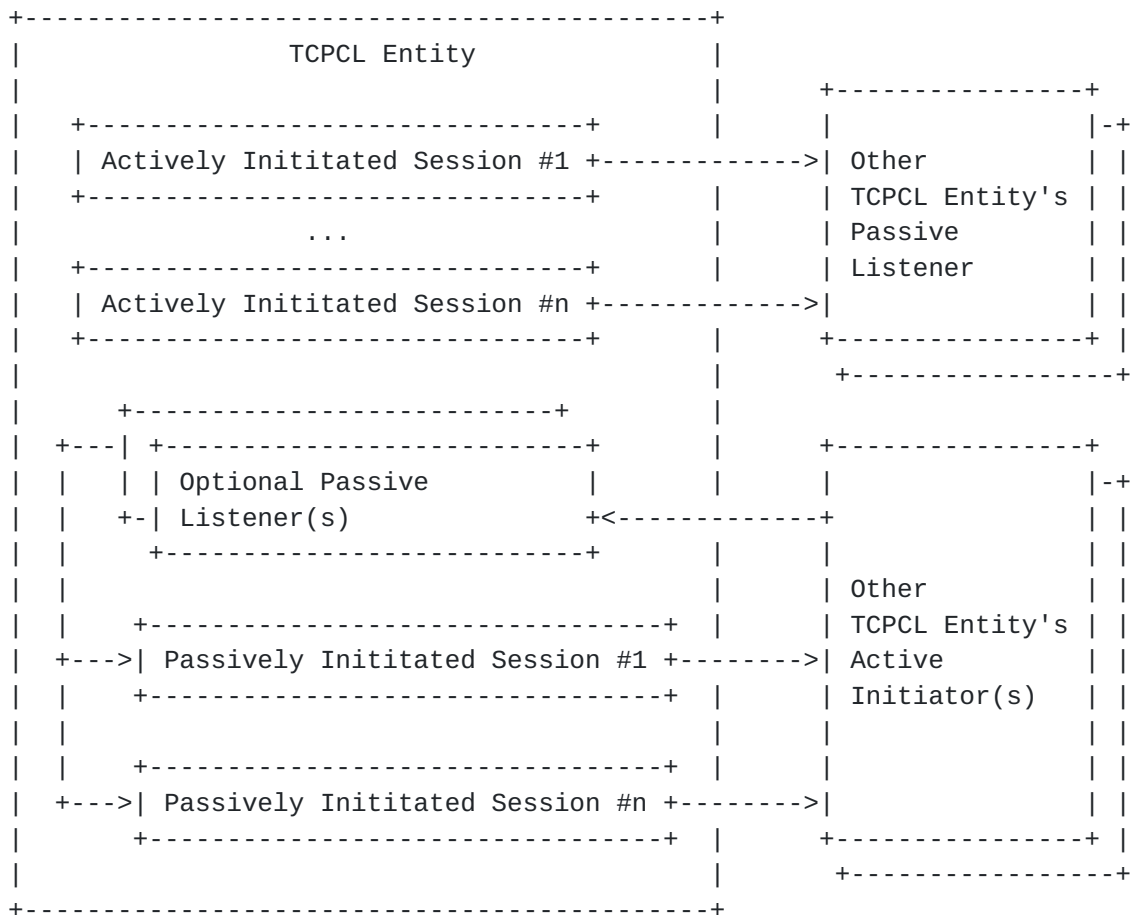 TCPCL Entity
Actively Inititated Session #1
Other
TCPCL Entity's
...
Passive
Listener
Actively Inititated Session #n
Optional Passive
Listener(s)
Other
TCPCL Entity's
Passively Inititated Session #1
Active
Initiator(s)
Passively Inititated Session #n